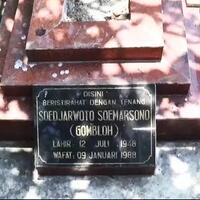 DISINI
BERISTIRAHAT DENGAN TENANG
SOEDJARWOTO SOEMARSONO
(GOMBLOH)
LAHIR: 12 JULI 1948
WAFAT: 09 JANUARI 1988